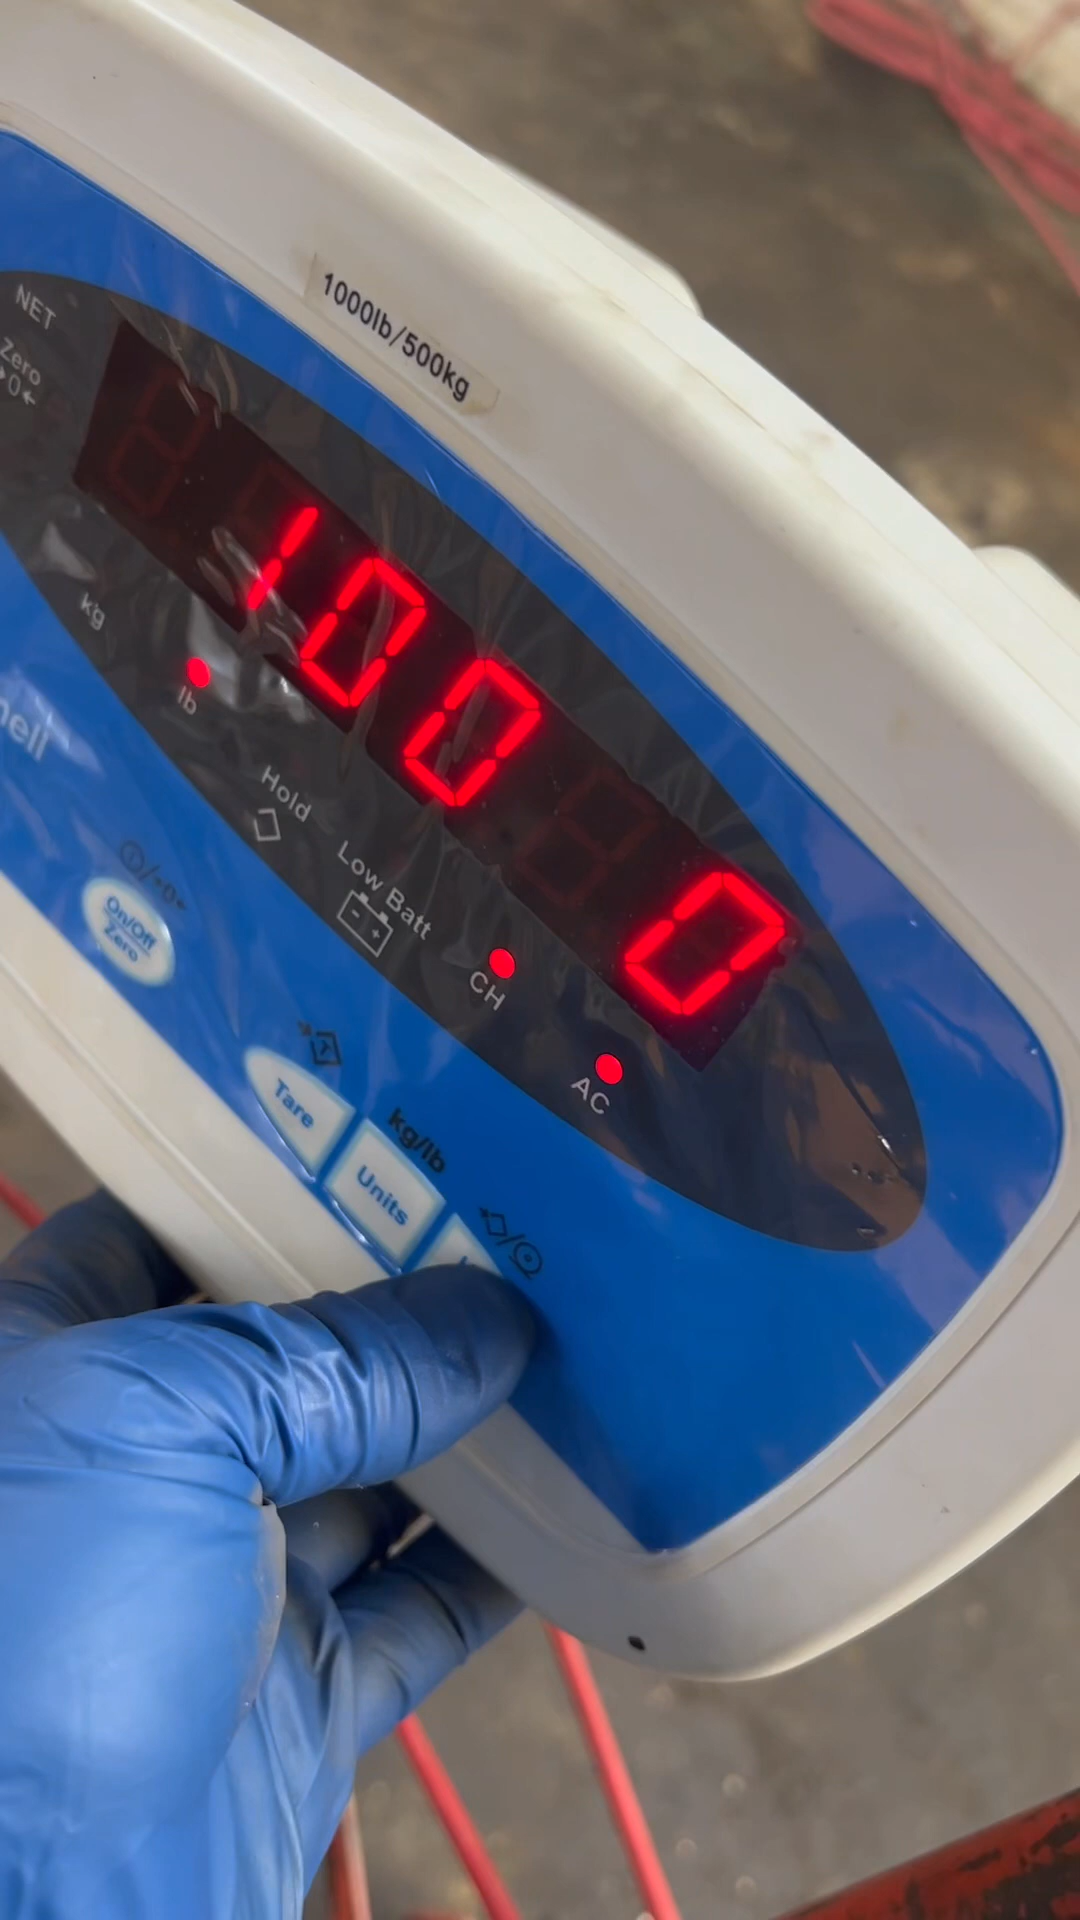 1000lb/500kg
NET
Zero
→0←
100 0
kg
lb
Hold
Low Batt
CH
AC
nell
On/Off
Zero
Tare
kg/lb
Units